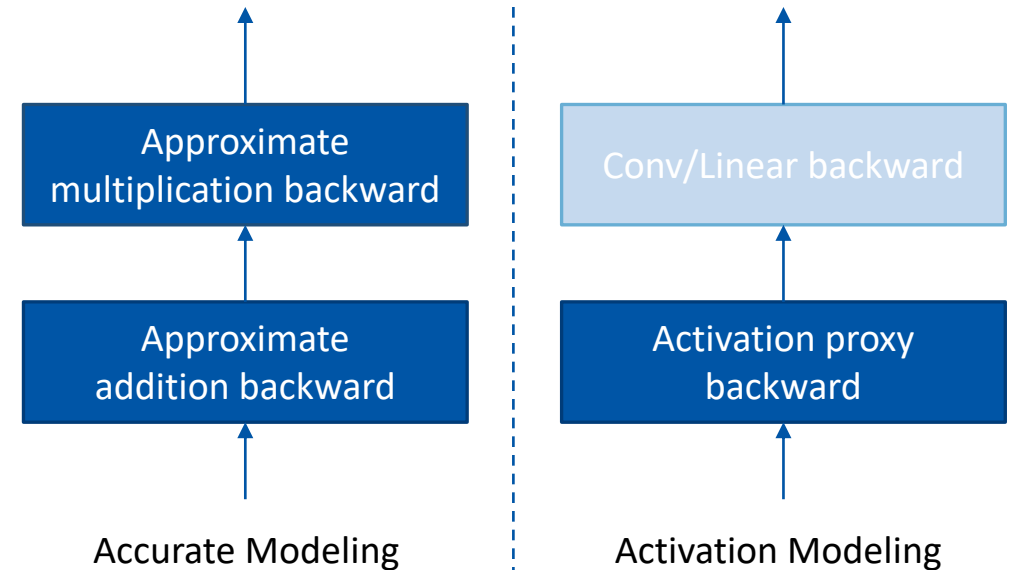 Approximate
multiplication backward
Approximate
addition backward
Accurate Modeling
Conv/Linear backward
Activation proxy
backward
Activation Modeling